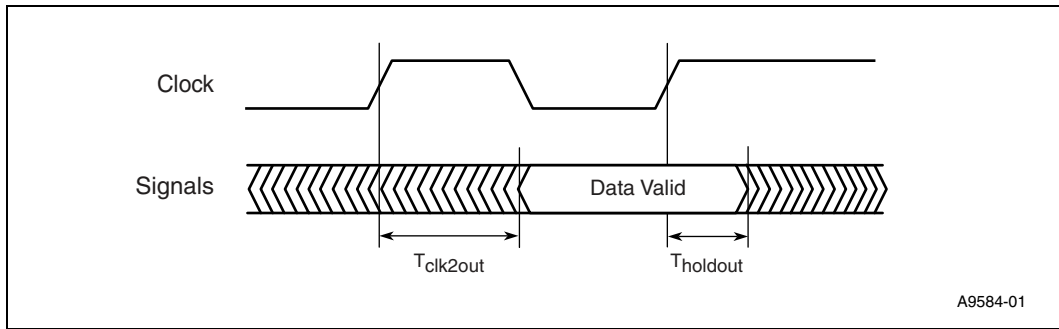 Clock
Signals
Data Valid
Tclk2out
Tholdout
A9584-01